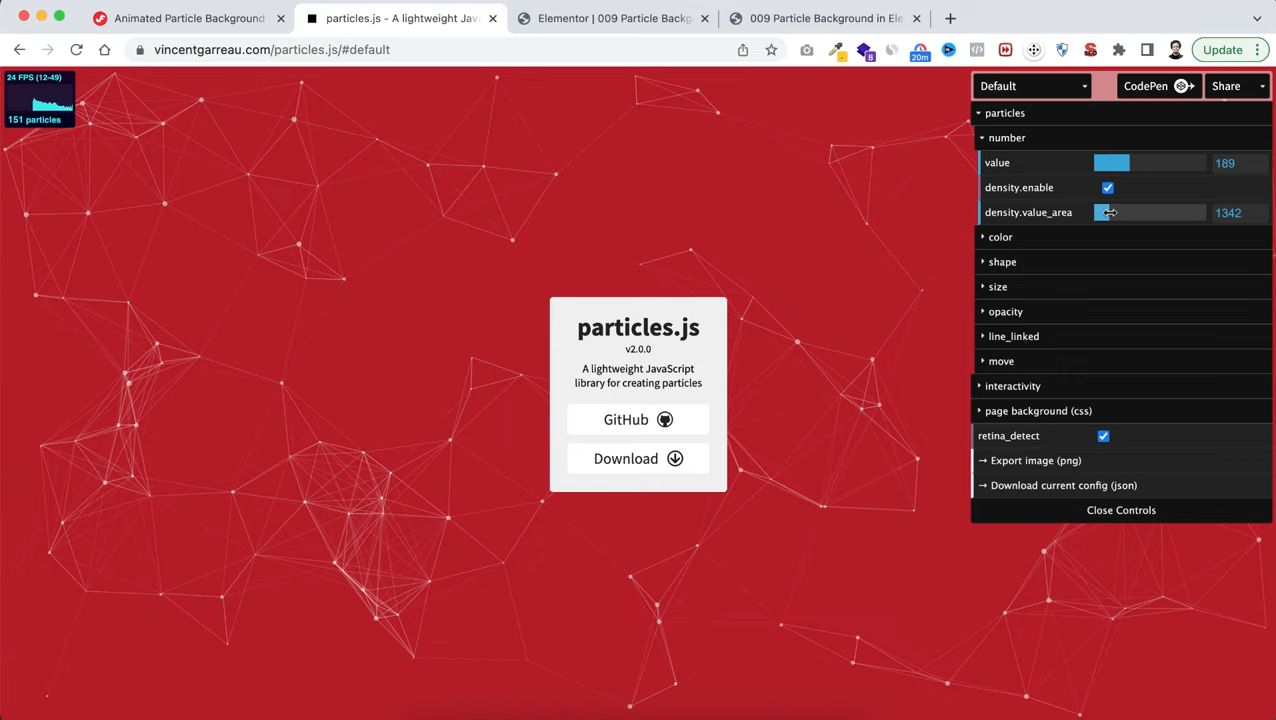 Animated Particle Background
particles.js - A lightweight Jav
Elementor | 009 Particle Backg
009 Particle Background in Ele
vincentgarreau.com/particles.js/#default
8
20m
Update
24 FPS (12-49)
151 particles
Default
CodePen
Share
particles
number
value 189
density.enable
density.value_area 1342
color
shape
size
opacity
line_linked
move
interactivity
page background (css)
retina_detect
→ Export image (png)
→ Download current config (json)
Close Controls
particles.js
v2.0.0
A lightweight JavaScript
library for creating particles
GitHub
Download